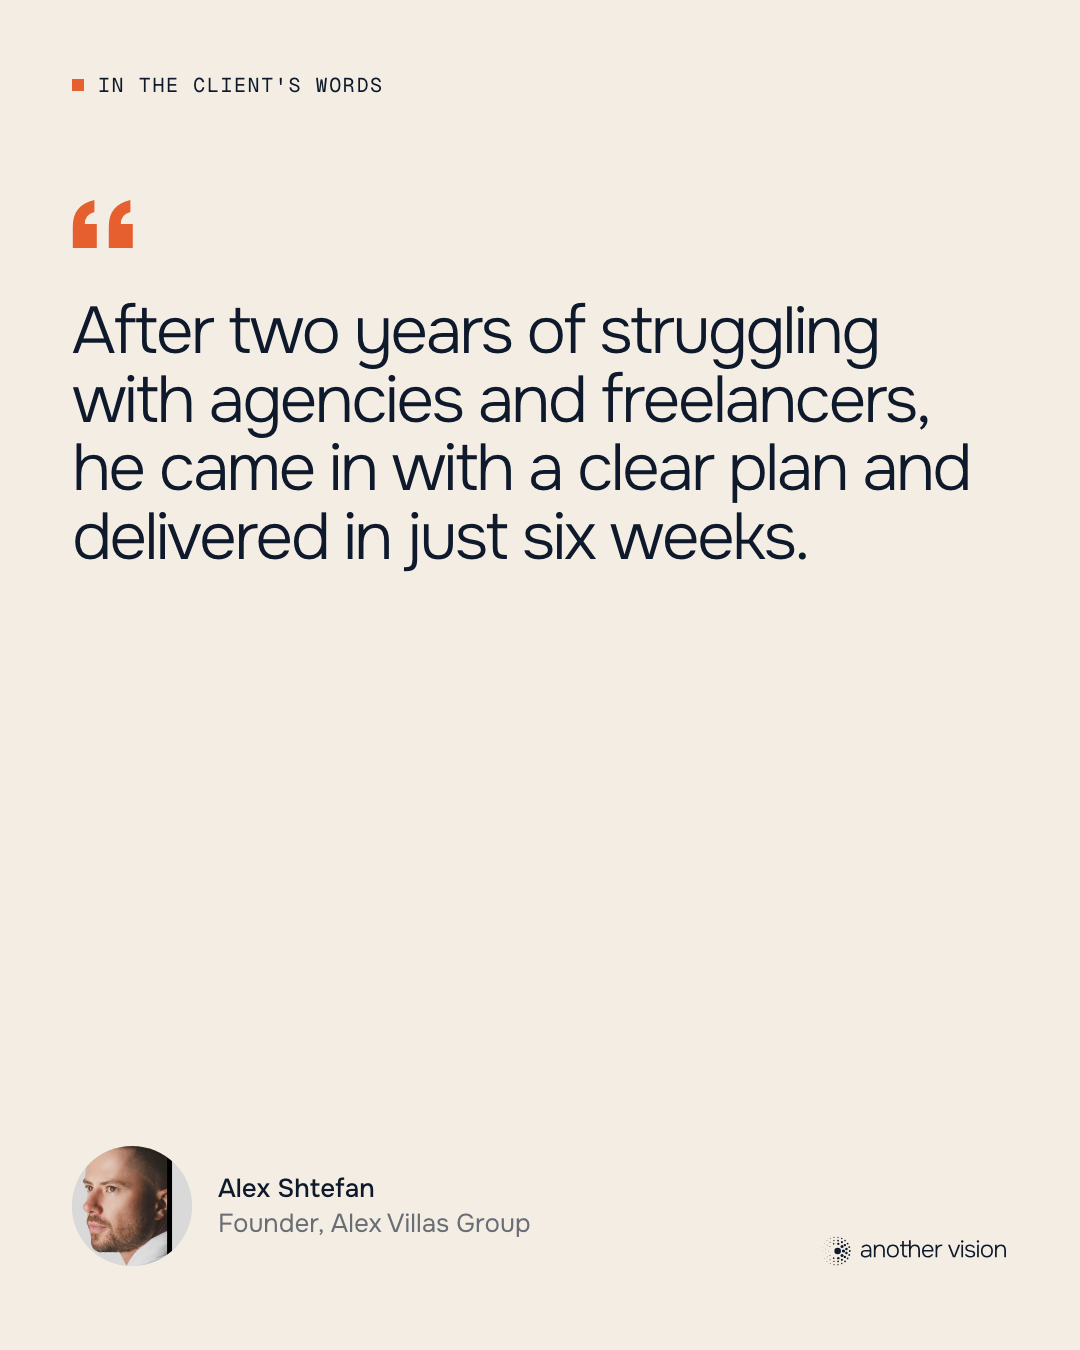 IN THE CLIENT'S WORDS
“
After two years of struggling
with agencies and freelancers,
he came in with a clear plan and
delivered in just six weeks.
Alex Shtefan
Founder, Alex Villas Group
another vision